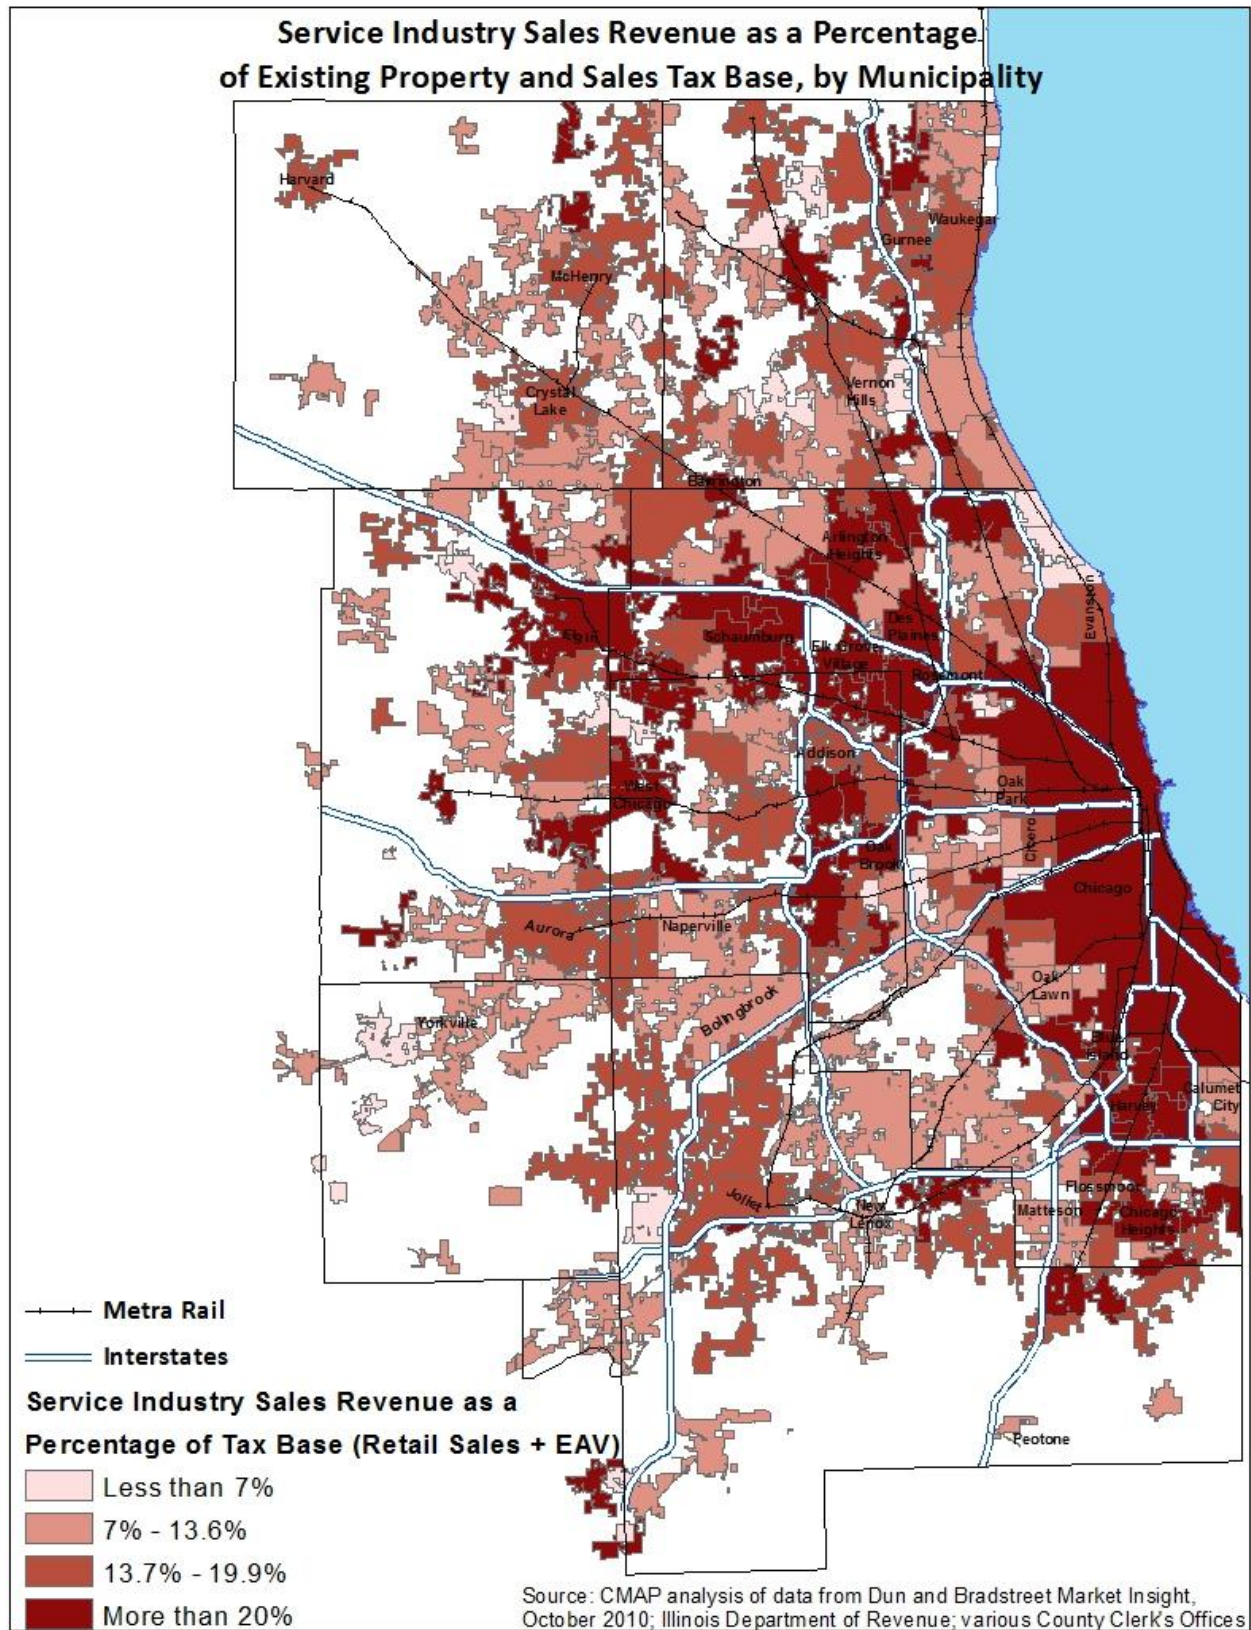 Service Industry Sales Revenue as a Percentage
of Existing Property and Sales Tax Base, by Municipality
Harvard
Waukegan
Gurnee
McHenry
Vernon
Hills
Crystal
Lake
Barrington
Arlington
Heights
Evanston
Elgin
Schaumburg
Des
Plaines
Elk Grove
Village
Rosemont
Addison
West
Chicago
Oak
Park
Cicero
Oak
Brook
Chicago
Aurora
Naperville
Oak
Lawn
Bolingbrook
Yorkville
Blue
Island
Calumet
City
Harvey
Joliet
New
Lenox
Flossmoor
Matteson
Chicago
Heights
Peotone
Metra Rail
Interstates
Service Industry Sales Revenue as a
Percentage of Tax Base (Retail Sales + EAV)
Less than 7%
7% - 13.6%
13.7% - 19.9%
More than 20%
Source: CMAP analysis of data from Dun and Bradstreet Market Insight,
October 2010; Illinois Department of Revenue; various County Clerk's Offices